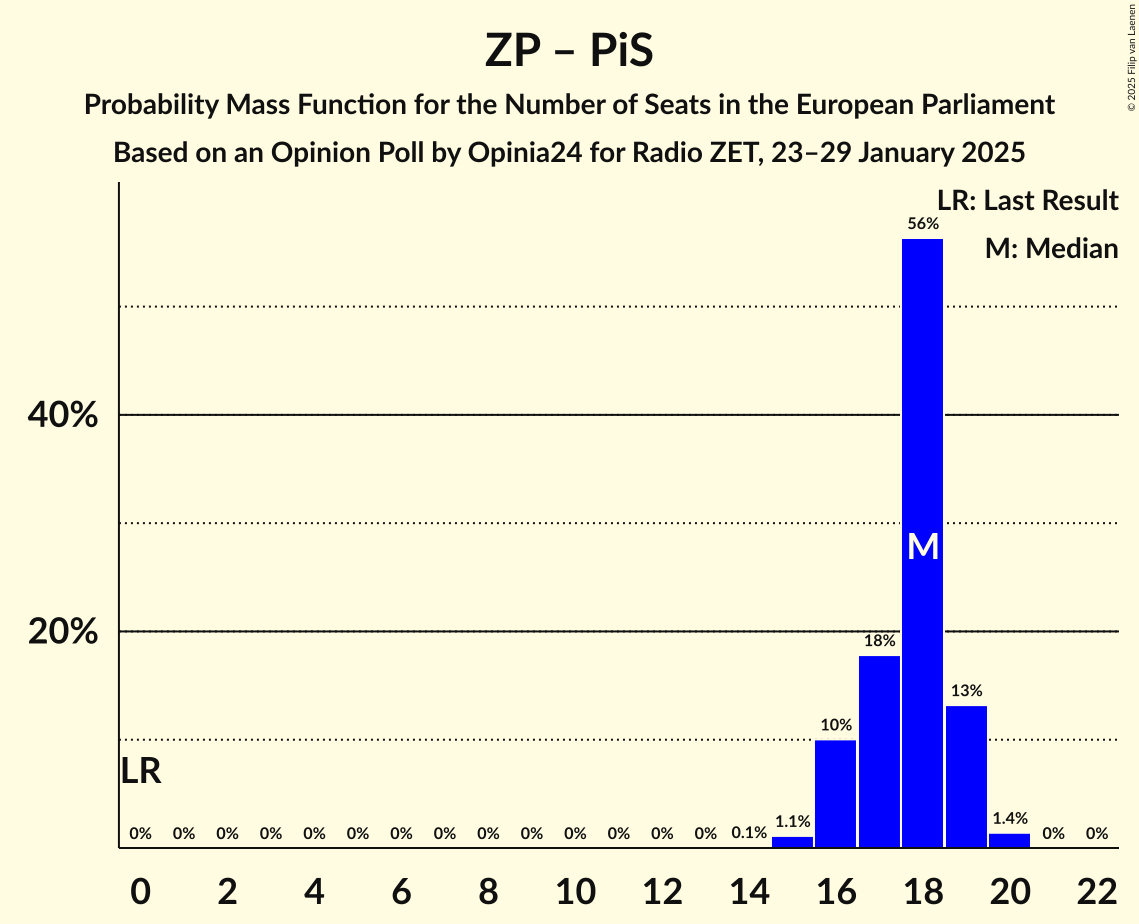 ZP – PiS
Probability Mass Function for the Number of Seats in the European Parliament
Based on an Opinion Poll by Opinia24 for Radio ZET, 23–29 January 2025
© 2025 Filip van Laenen
LR: Last Result
M: Median
56%
40%
20%
M
18%
13%
10%
LR
0% 0% 0% 0% 0% 0% 0% 0% 0% 0% 0% 0% 0% 0% 0.1% 1.1% 1.4% 0% 0%
0 2 4 6 8 10 12 14 16 18 20 22